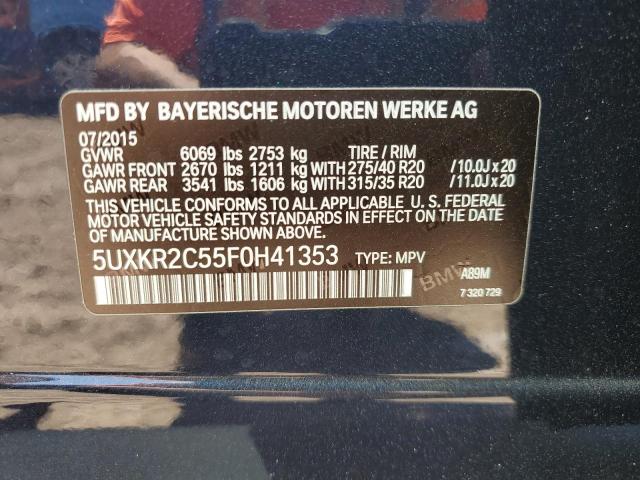 MFD BY BAYERISCHE MOTOREN WERKE AG
07/2015
GVWR 6069 lbs 2753 kg TIRE / RIM
GAWR FRONT 2670 lbs 1211 kg WITH 275/40 R20 /10.0J x 20
GAWR REAR 3541 lbs 1606 kg WITH 315/35 R20 /11.0J x 20
THIS VEHICLE CONFORMS TO ALL APPLICABLE U. S. FEDERAL
MOTOR VEHICLE SAFETY STANDARDS IN EFFECT ON THE DATE
OF MANUFACTURE SHOWN ABOVE.
5UXKR2C55F0H41353 TYPE: MPV
A89M
BMW
7 320 729